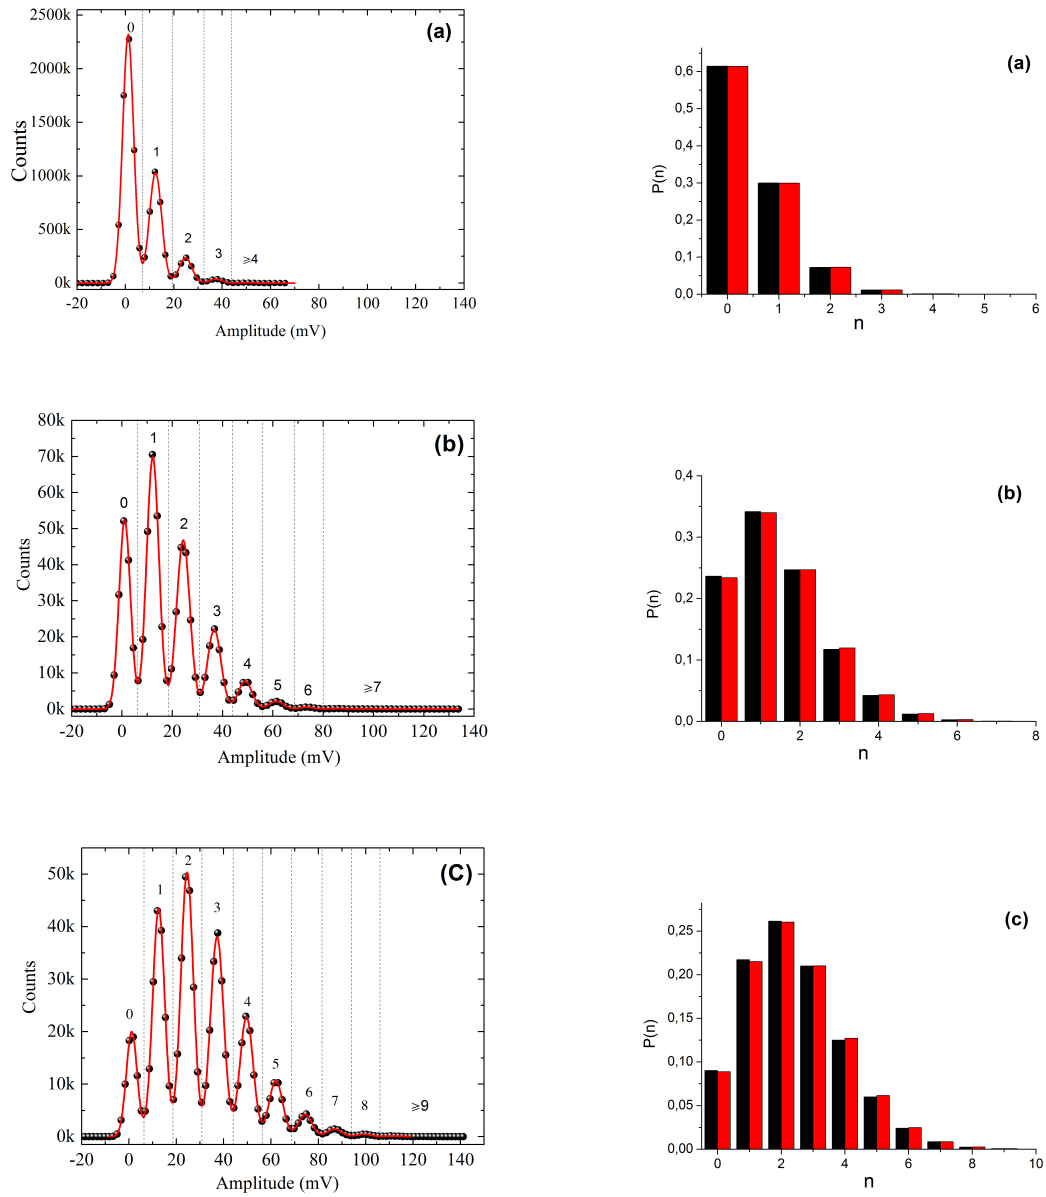 (a)
2500k
2000k
1500k
1000k
500k
0k
0
1
2
3
≥4
-20 0 20 40 60 80 100 120 140
Counts
Amplitude (mV)
(a)
0,6
0,5
0,4
0,3
0,2
0,1
0,0
0 1 2 3 4 5 6
P(n)
n
(b)
80k
70k
60k
50k
40k
30k
20k
10k
0k
0
1
2
3
4
5
6
≥7
-20 0 20 40 60 80 100 120 140
Counts
Amplitude (mV)
(b)
0,4
0,3
0,2
0,1
0,0
0 2 4 6 8
P(n)
n
(C)
50k
40k
30k
20k
10k
0k
0
1
2
3
4
5
6
7
8
≥9
-20 0 20 40 60 80 100 120 140
Counts
Amplitude (mV)
(c)
0,25
0,20
0,15
0,10
0,05
0,00
0 2 4 6 8 10
P(n)
n